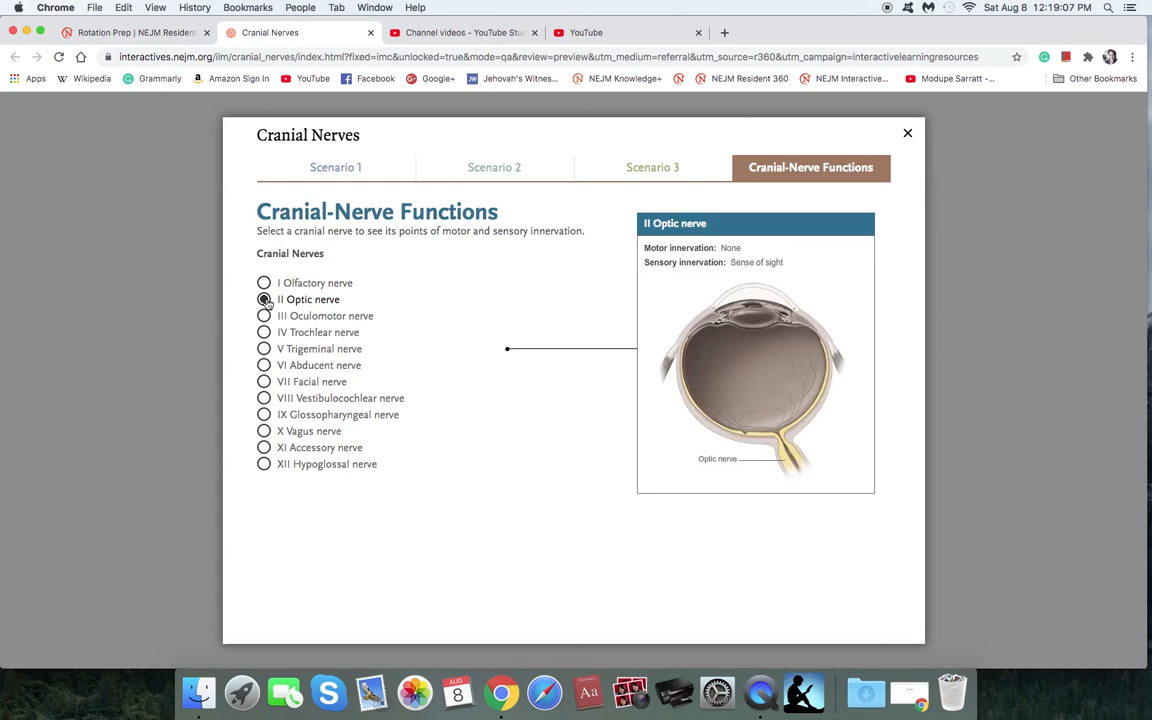 Chrome File Edit View History Bookmarks People Tab Window Help Sat Aug 8 12:19:07 PM
Rotation Prep | NEJM Resident Cranial Nerves Channel videos - YouTube Stu YouTube
interactives.nejm.org/ilm/cranial_nerves/index.html?fixed=imc&unlocked=true&mode=qa&review=preview&utm_medium=referral&utm_source=r360&utm_campaign=interactivelearningresources
Apps Wikipedia Grammarly Amazon Sign In YouTube Facebook Google+ Jehovah's Witnes... NEJM Knowledge+ NEJM Resident 360 NEJM Interactive... Modupe Sarratt -... Other Bookmarks
Cranial Nerves
Scenario 1 Scenario 2 Scenario 3 Cranial-Nerve Functions
Cranial-Nerve Functions
Select a cranial nerve to see its points of motor and sensory innervation.
Cranial Nerves
I Olfactory nerve
II Optic nerve
III Oculomotor nerve
IV Trochlear nerve
V Trigeminal nerve
VI Abducent nerve
VII Facial nerve
VIII Vestibulocochlear nerve
IX Glossopharyngeal nerve
X Vagus nerve
XI Accessory nerve
XII Hypoglossal nerve
II Optic nerve
Motor innervation: None
Sensory innervation: Sense of sight
Optic nerve
AUG
8
Aa